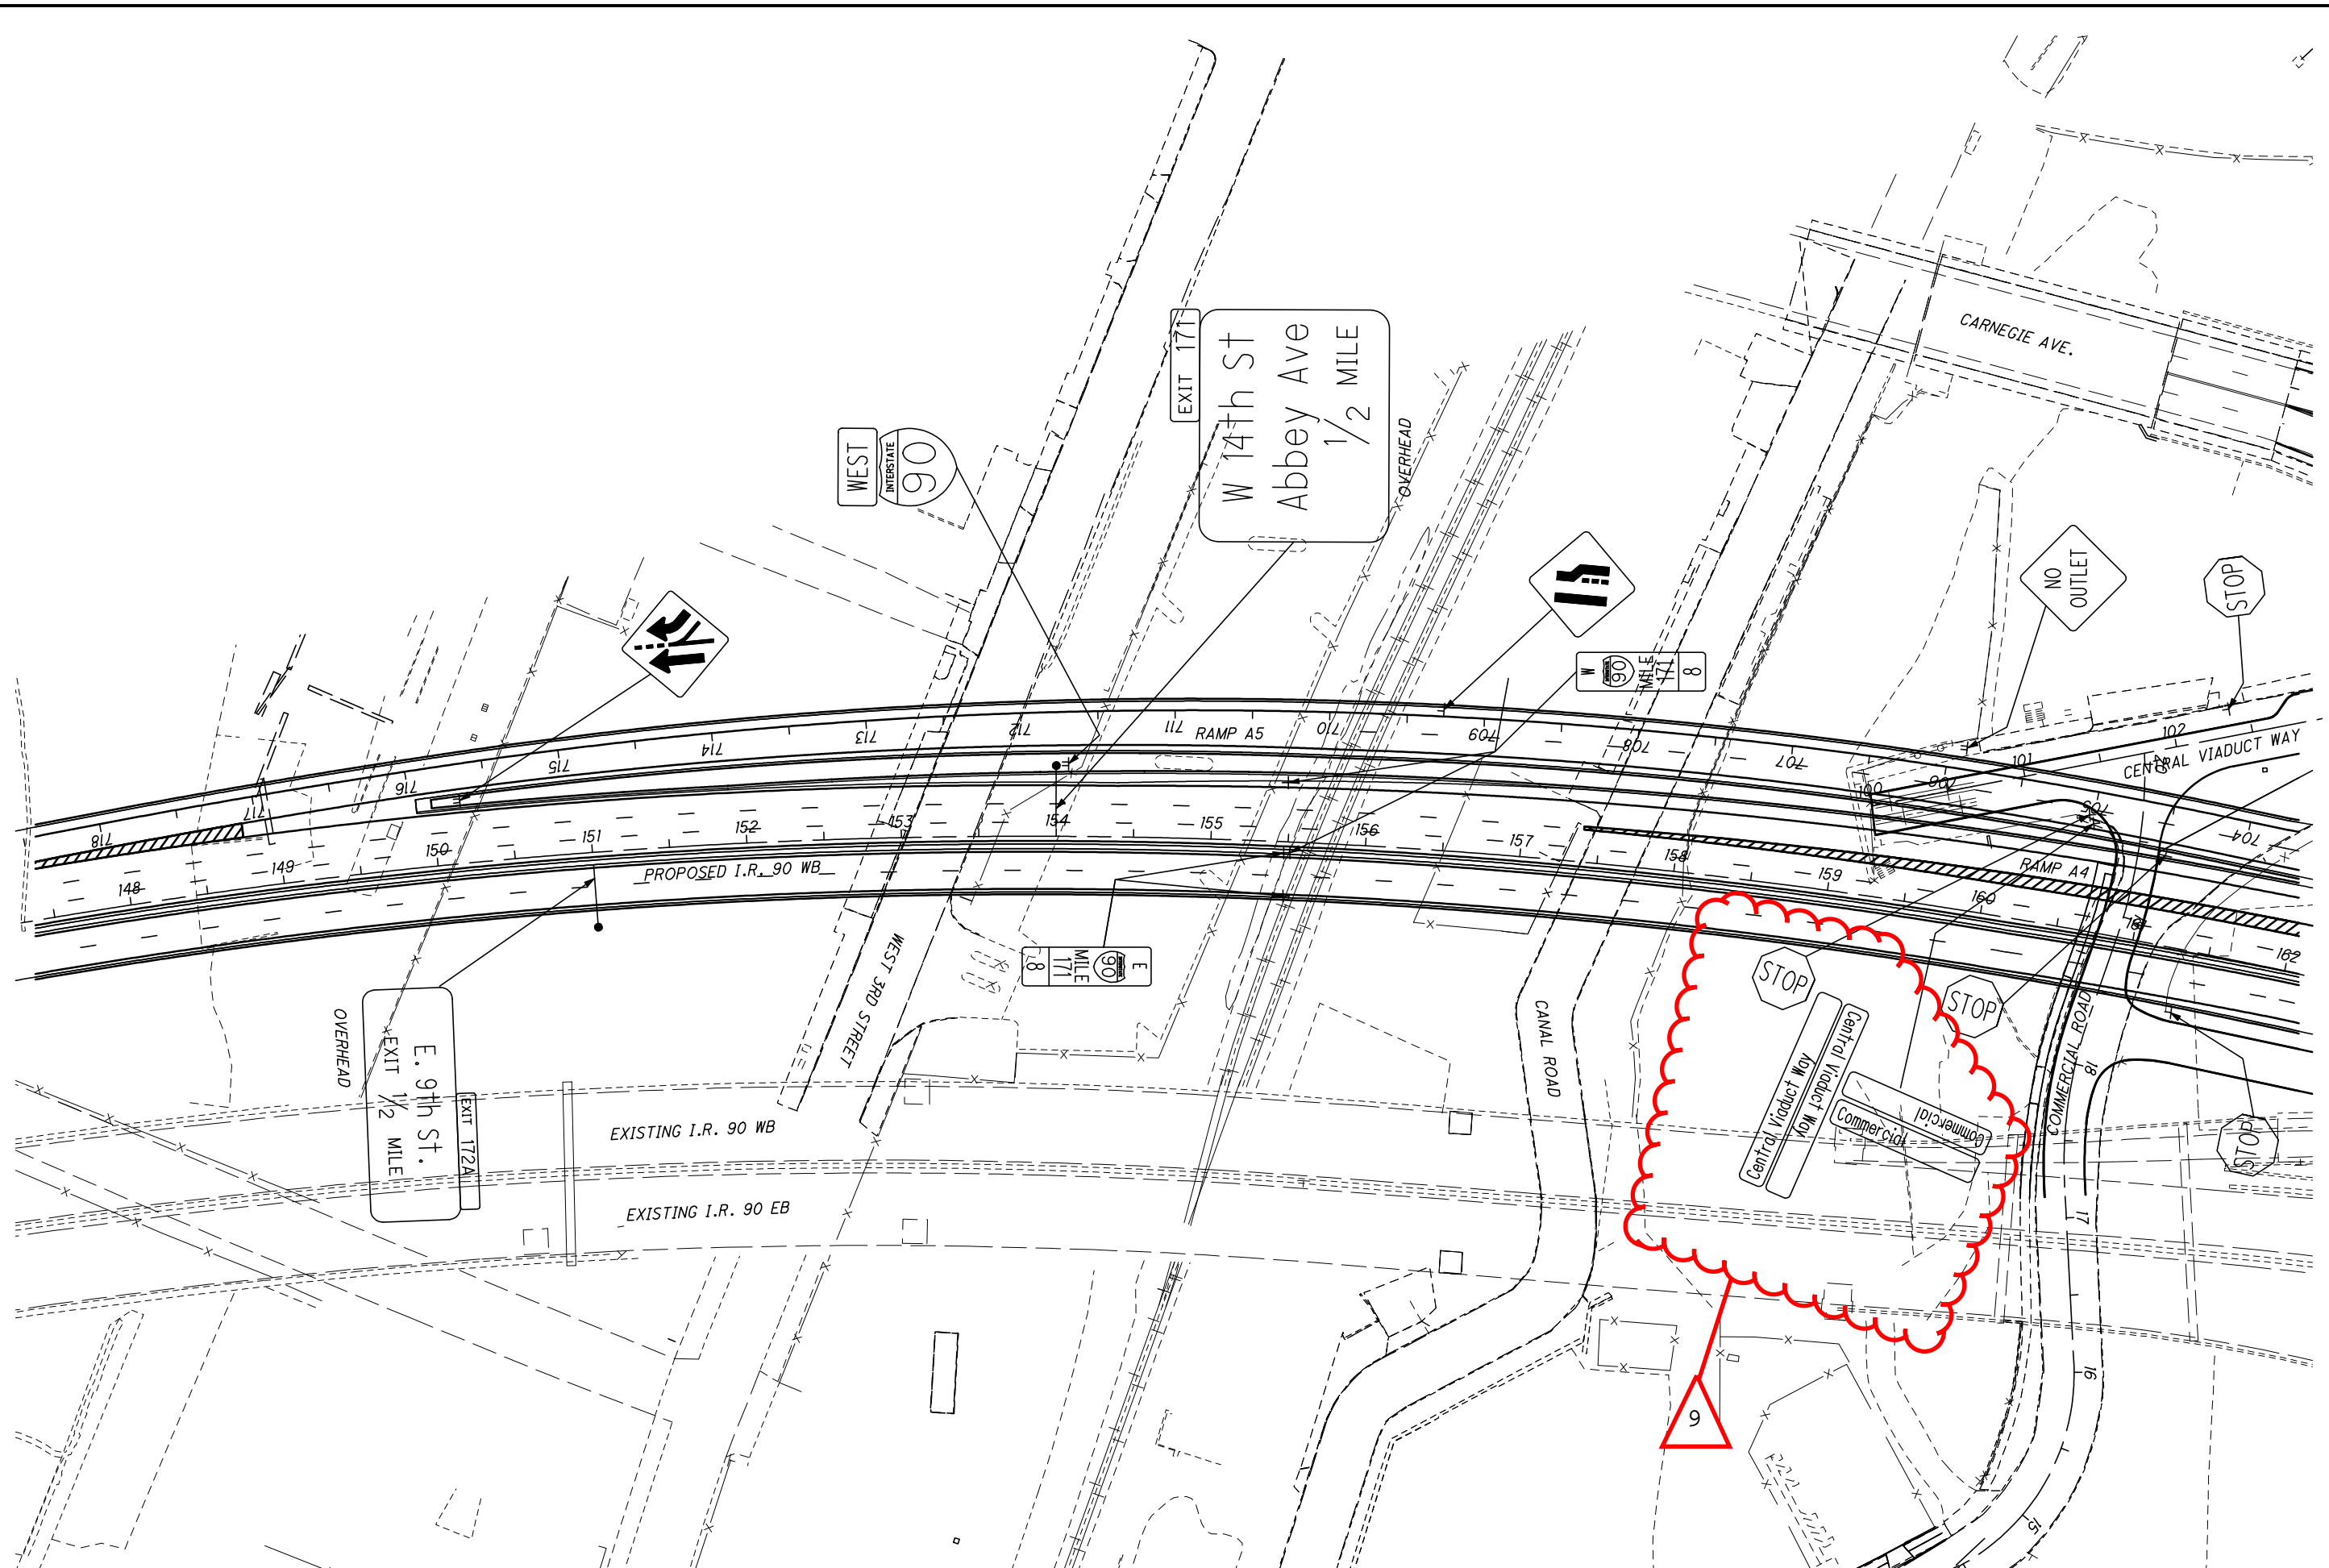 CARNEGIE AVE.
EXIT 171
W 14th St
Abbey Ave
1/2 MILE
OVERHEAD
WEST
INTERSTATE
90
NO
OUTLET
STOP
W
90
MILE
171
8
718
717
716
715
714
713
712
711
RAMP A5
710
709
708
707
706
705
704
100
101
102
CENTRAL VIADUCT WAY
148
149
150
151
152
153
154
155
156
157
158
159
160
161
162
PROPOSED I.R. 90 WB
RAMP A4
E
90
MILE
171
8
WEST 3RD STREET
OVERHEAD
EXIT 172A
E. 9th St.
EXIT 1/2 MILE
CANAL ROAD
STOP
STOP
Central Viaduct Way
Central Viaduct Way
Commercial
Commercial
COMMERCIAL ROAD
STOP
18
17
16
15
EXISTING I.R. 90 WB
EXISTING I.R. 90 EB
9